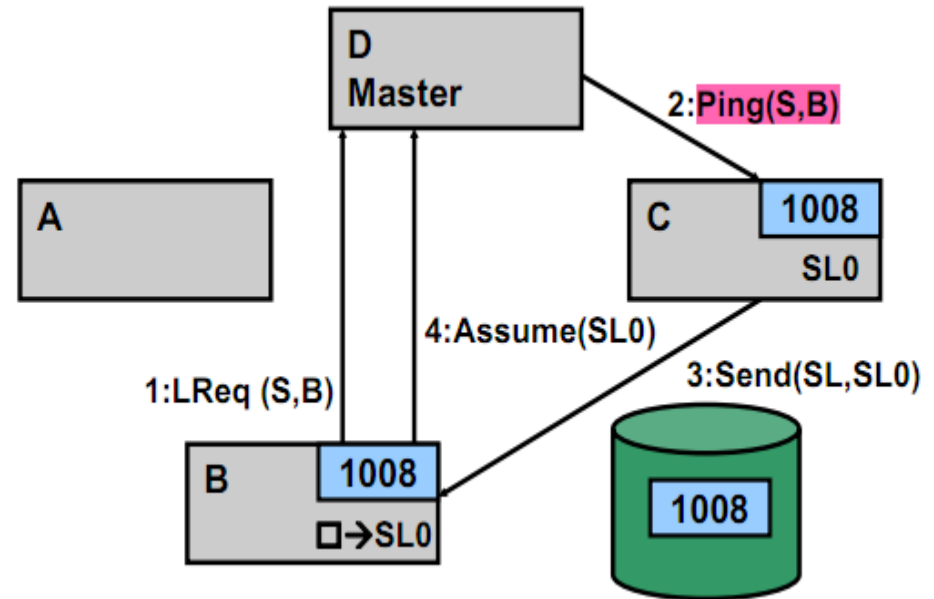 D
Master
2:Ping(S,B)
A
C
1008
SL0
4:Assume(SL0)
3:Send(SL,SL0)
1:LReq (S,B)
B
1008
□→SL0
1008